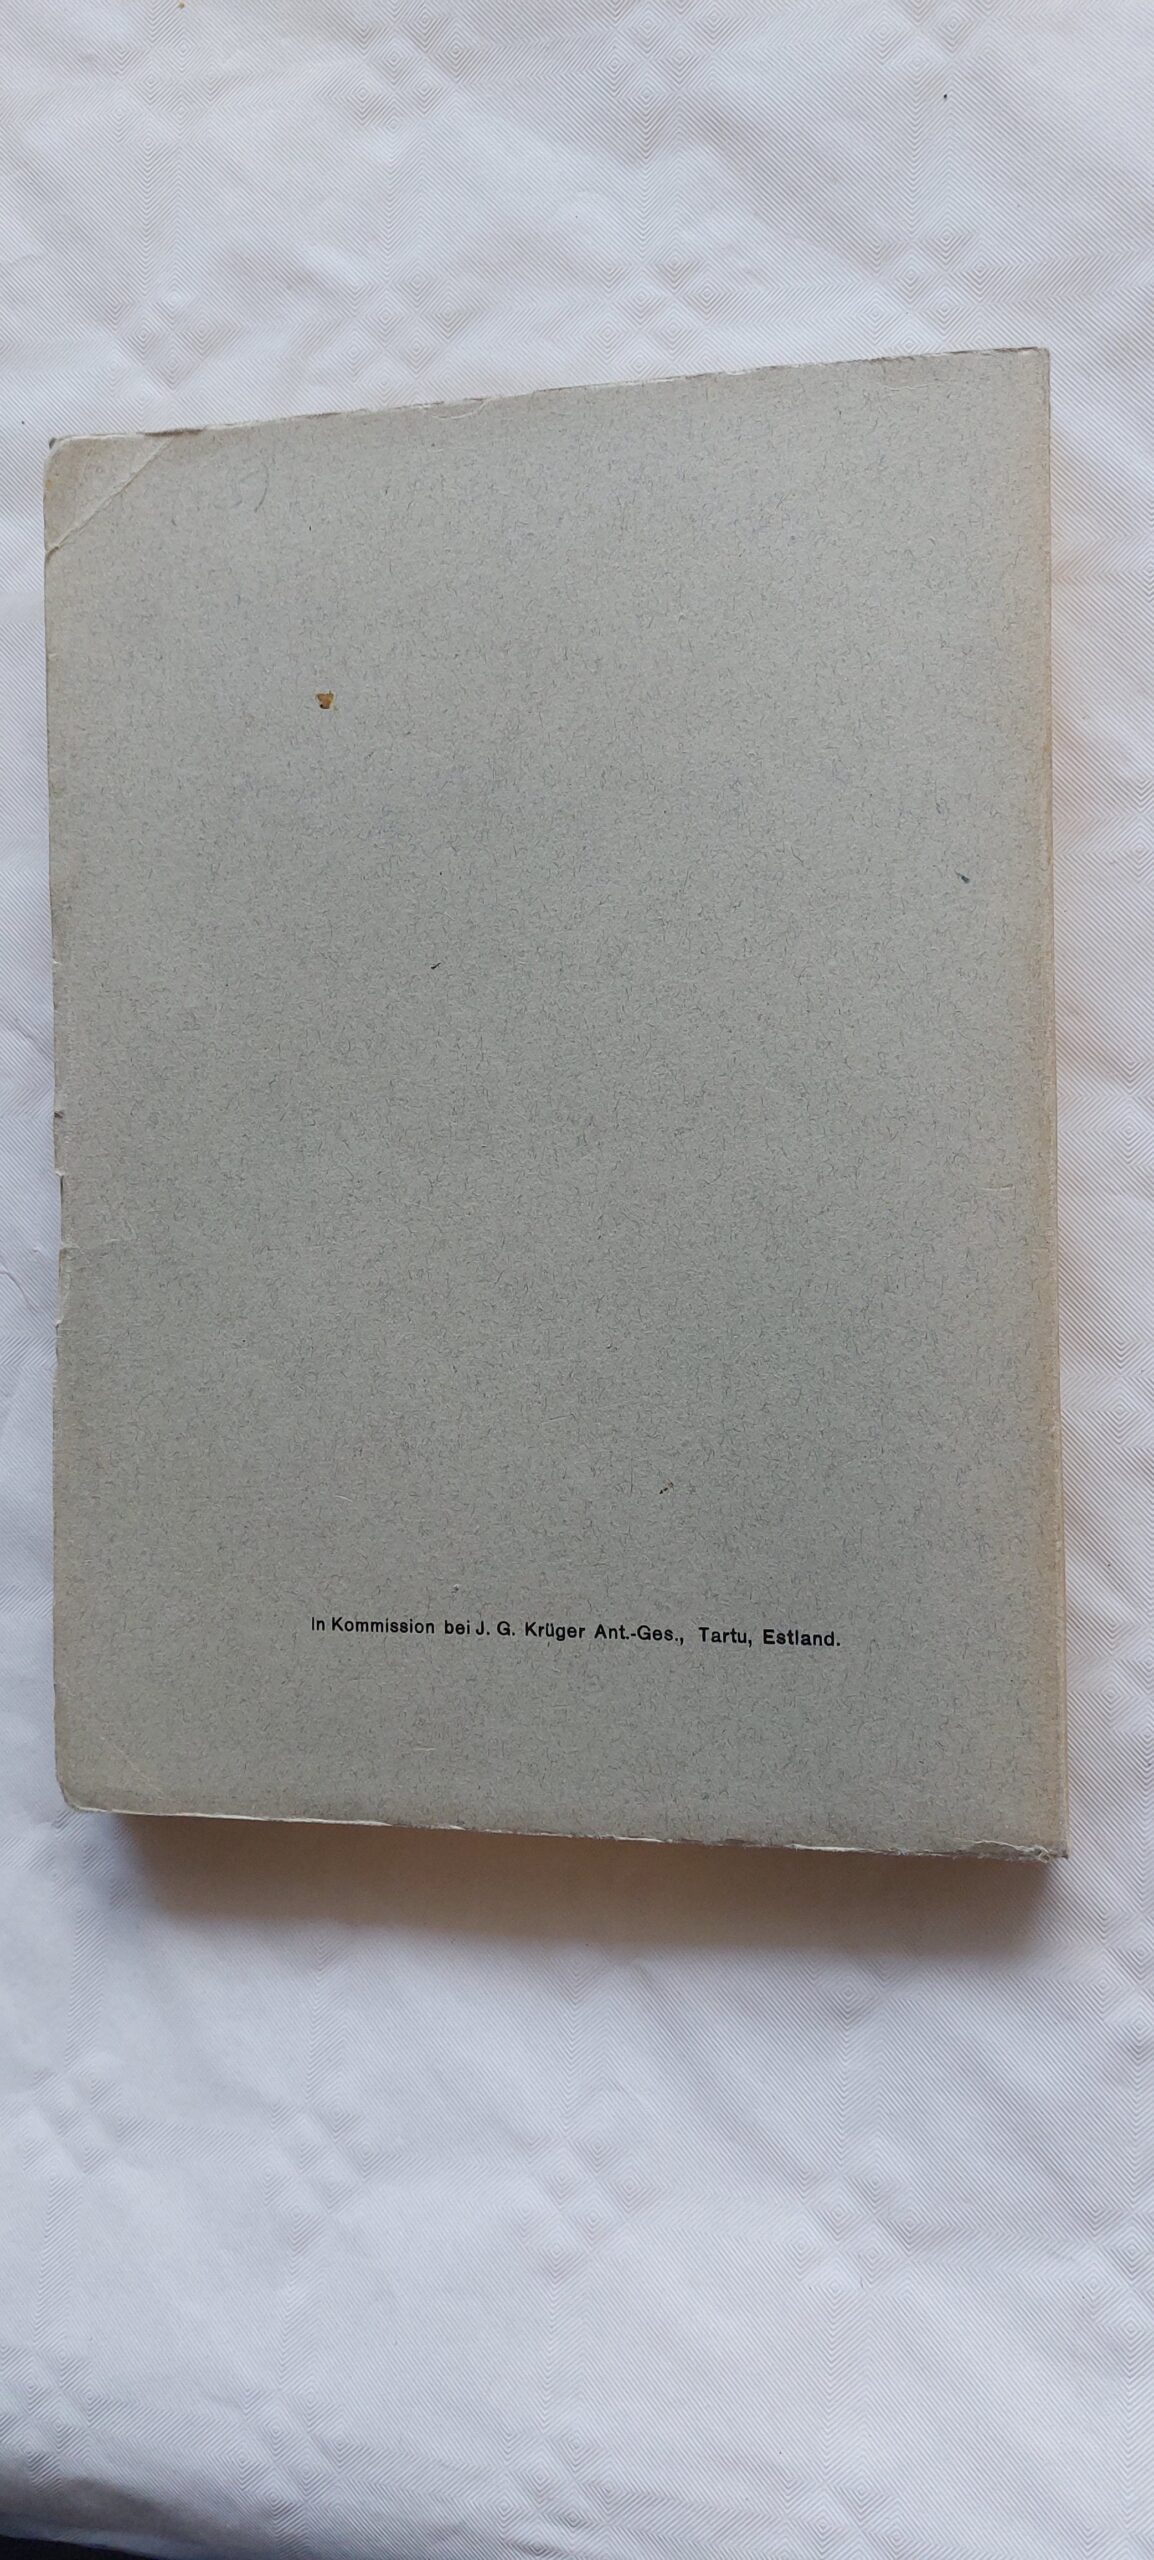 In Kommission bei J. G. Krüger Ant.-Ges., Tartu, Estland.